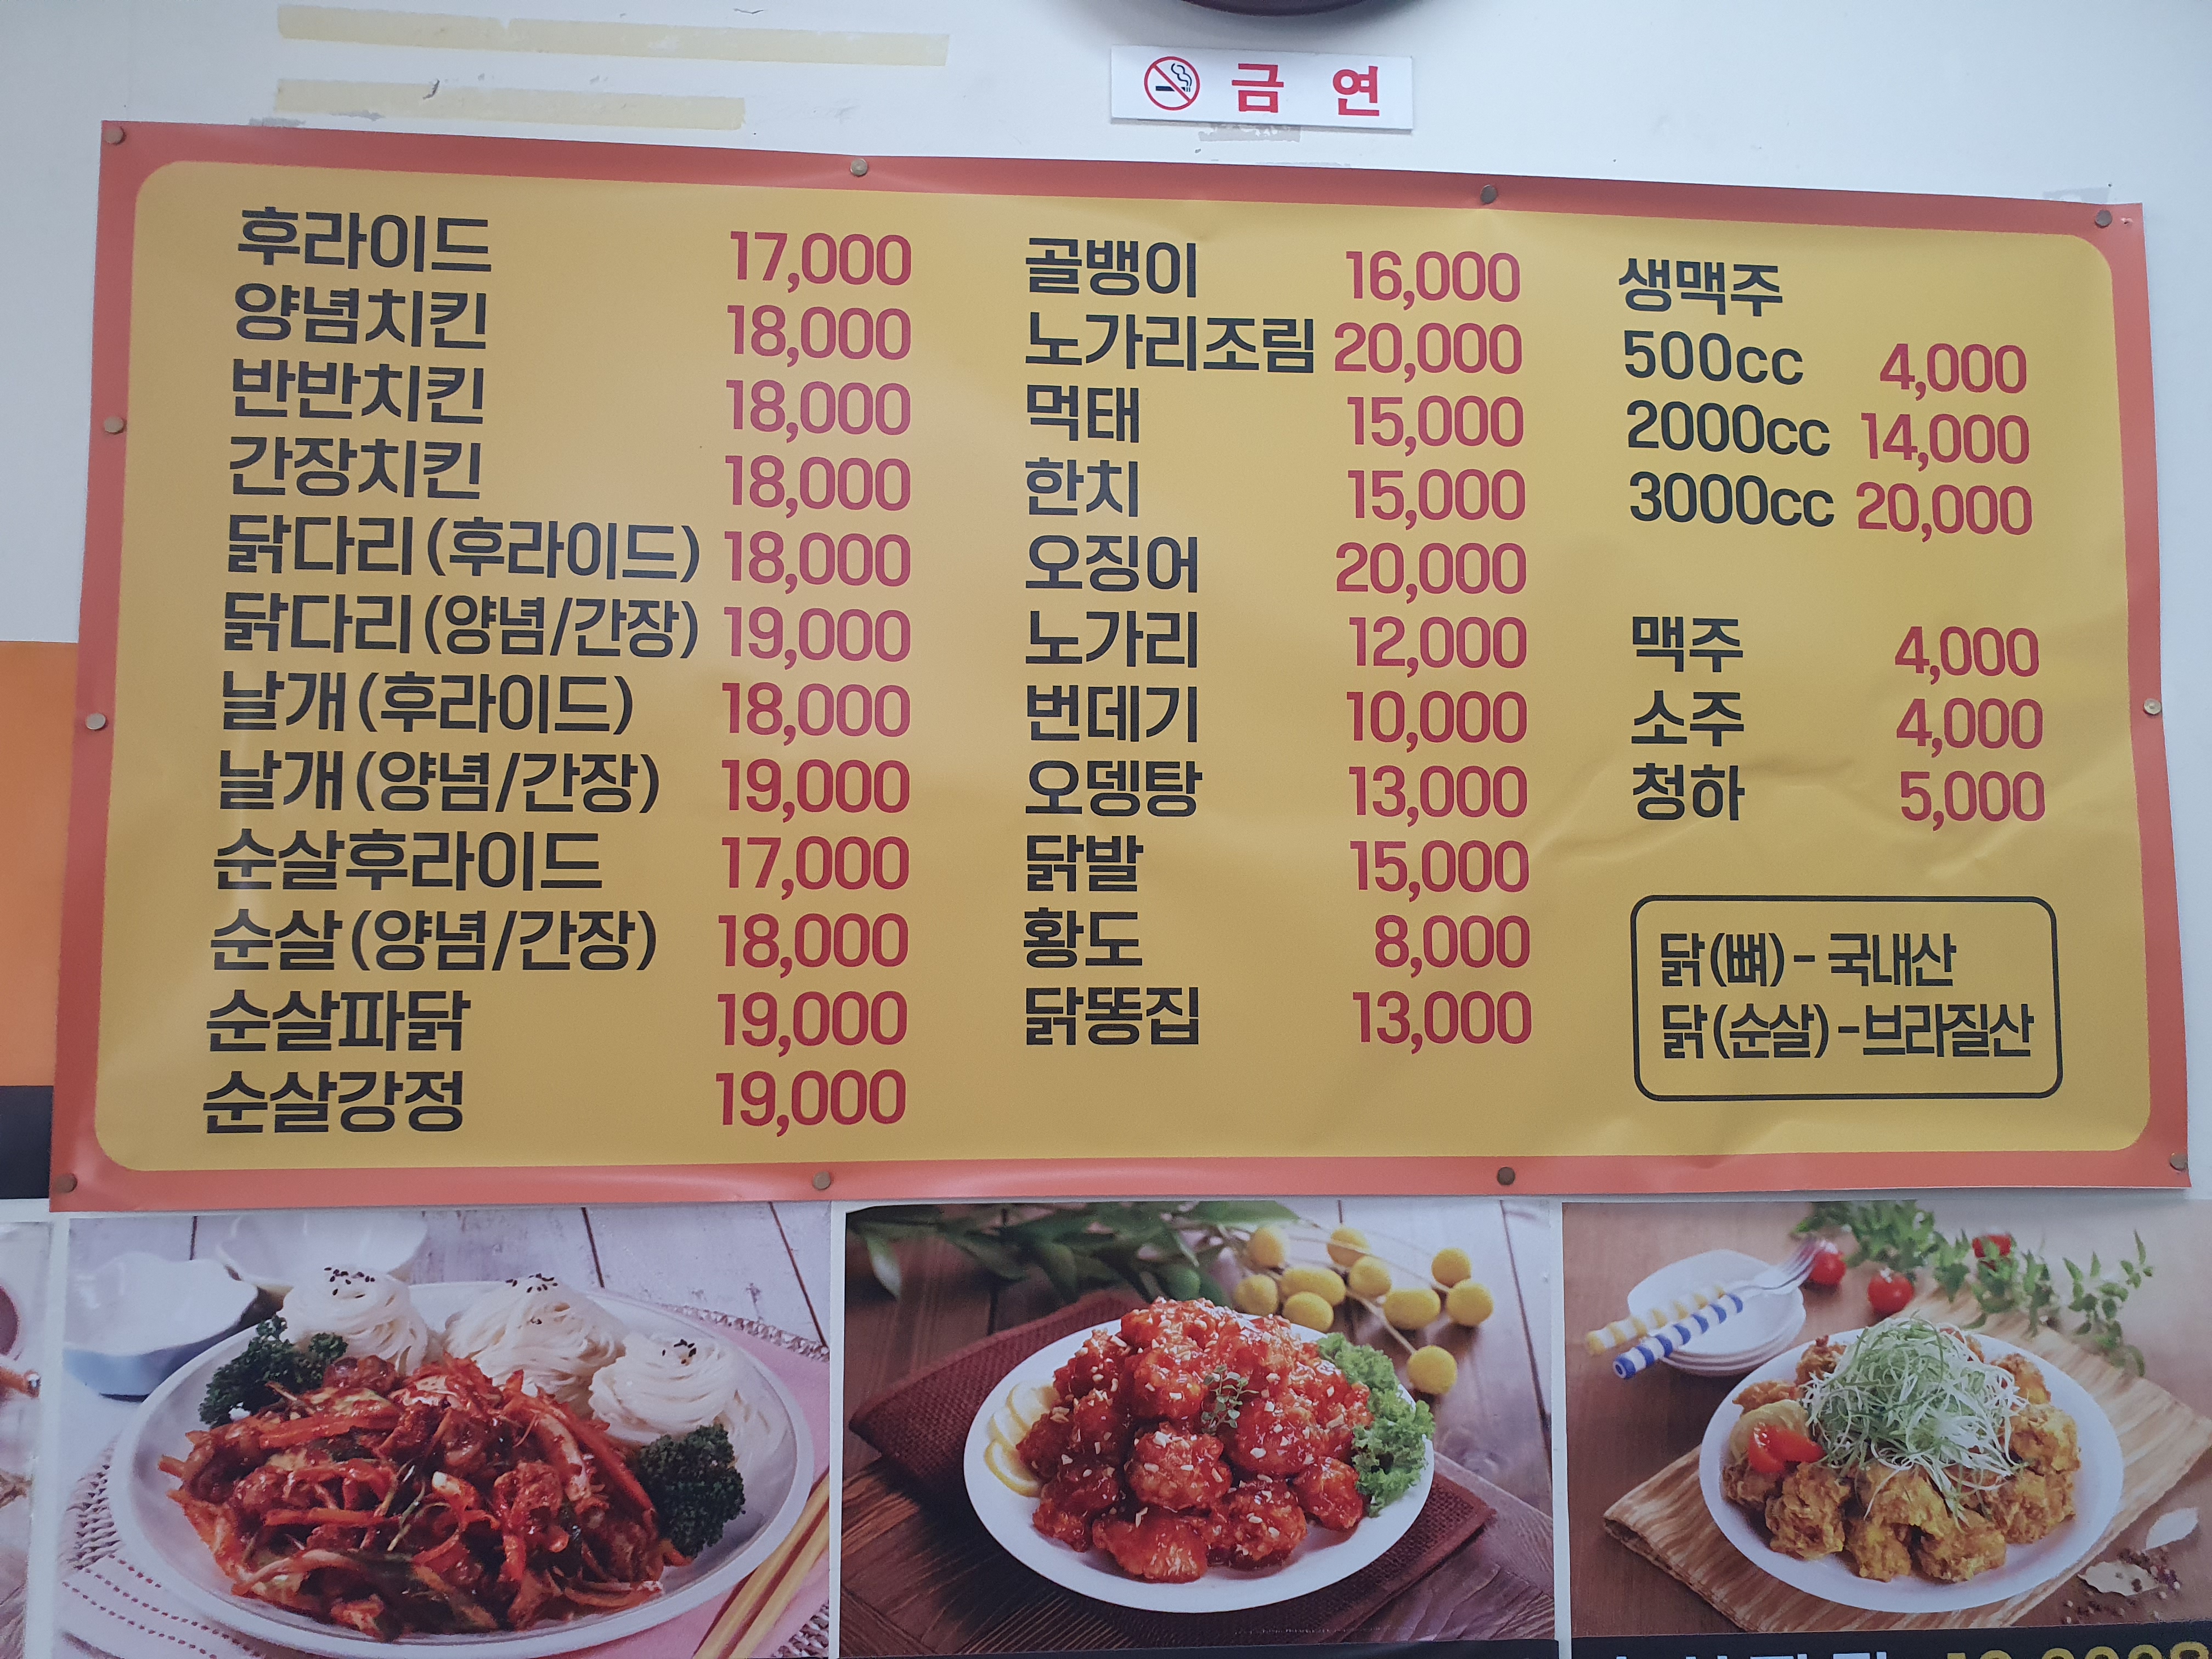 금 연
후라이드 17,000
양념치킨 18,000
반반치킨 18,000
간장치킨 18,000
닭다리(후라이드) 18,000
닭다리(양념/간장) 19,000
날개(후라이드) 18,000
날개(양념/간장) 19,000
순살후라이드 17,000
순살(양념/간장) 18,000
순살파닭 19,000
순살강정 19,000
골뱅이 16,000
노가리조림 20,000
먹태 15,000
한치 15,000
오징어 20,000
노가리 12,000
번데기 10,000
오뎅탕 13,000
닭발 15,000
황도 8,000
닭똥집 13,000
생맥주
500cc 4,000
2000cc 14,000
3000cc 20,000
맥주 4,000
소주 4,000
청하 5,000
닭(뼈)- 국내산
닭(순살)-브라질산